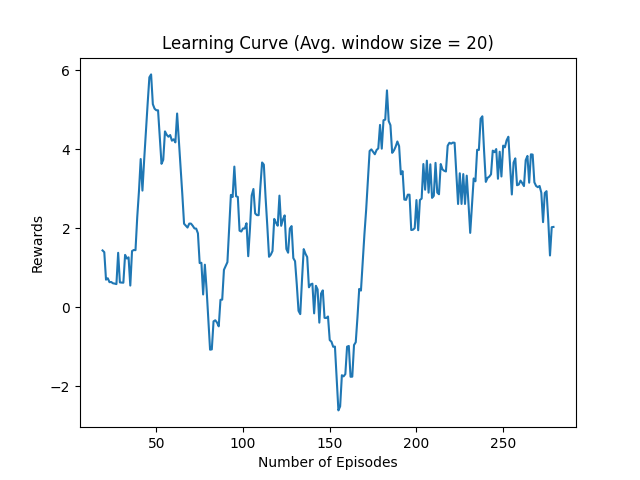 Learning Curve (Avg. window size = 20)
Rewards
6
4
2
0
−2
50 100 150 200 250
Number of Episodes